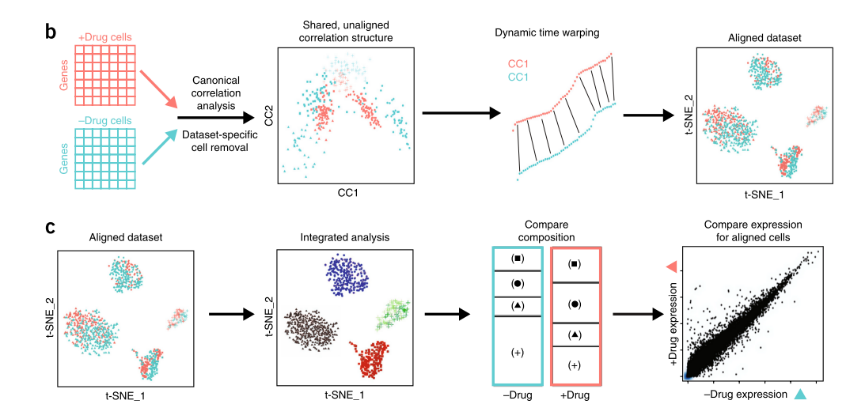 b
+Drug cells
Genes
–Drug cells
Genes
Canonical
correlation
analysis
Dataset-specific
cell removal
Shared, unaligned
correlation structure
CC2
CC1
Dynamic time warping
CC1
CC1
Aligned dataset
t-SNE_2
t-SNE_1
c
Aligned dataset
t-SNE_2
t-SNE_1
Integrated analysis
t-SNE_2
t-SNE_1
Compare
composition
(■)
(●)
(▲)
(+)
–Drug
(■)
(●)
(▲)
(+)
+Drug
Compare expression
for aligned cells
+Drug expression
–Drug expression